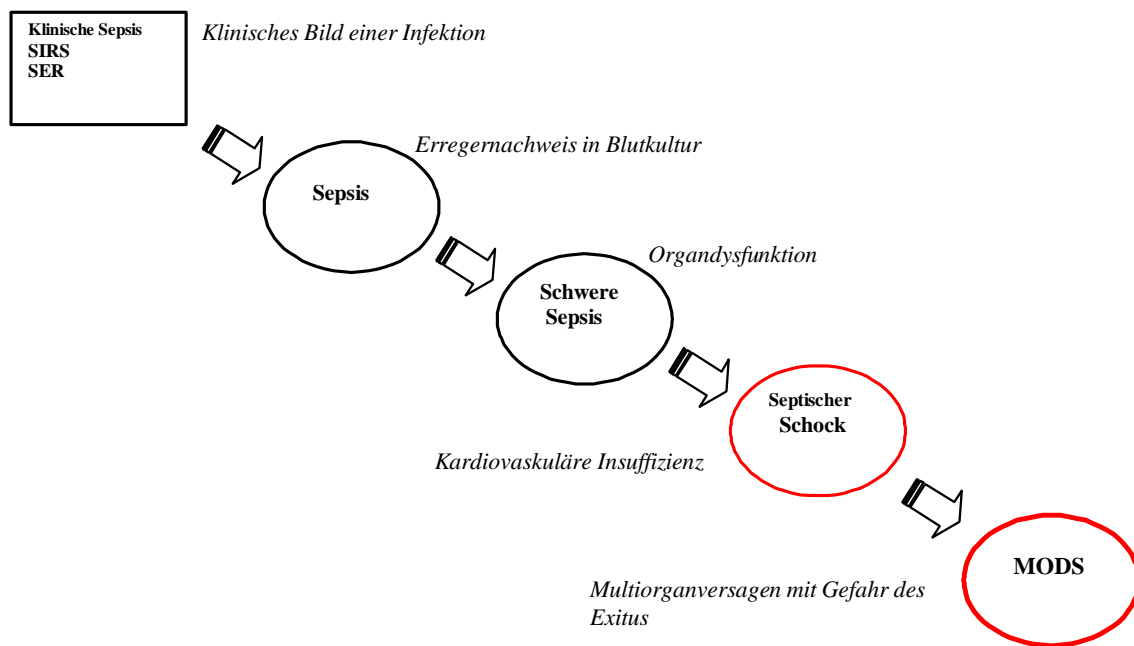 Klinische Sepsis
SIRS
SER
Klinisches Bild einer Infektion
Erregernachweis in Blutkultur
Sepsis
Organdysfunktion
Schwere
Sepsis
Septischer
Schock
Kardiovaskuläre Insuffizienz
MODS
Multiorganversagen mit Gefahr des
Exitus